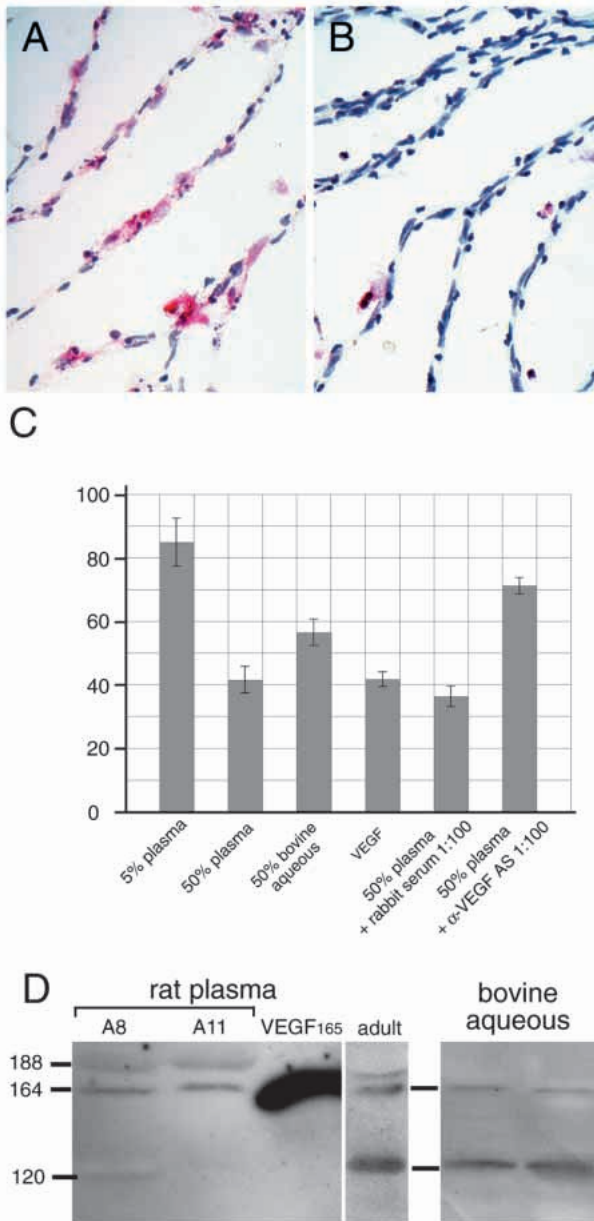 A
B
C
100
80
60
40
20
0
5% plasma
50% plasma
50% bovine
aqueous
VEGF
50% plasma
+ rabbit serum 1:100
50% plasma
+ α-VEGF AS 1:100
D
rat plasma
bovine
aqueous
A8 A11 VEGF165 adult
188
164
120